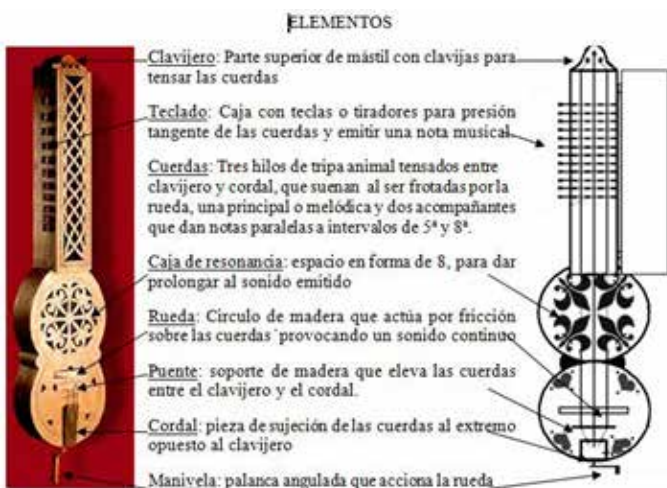 ELEMENTOS
Clavijero: Parte superior de mástil con clavijas para
tensar las cuerdas
Teclado: Caja con teclas o tiradores para presión
tangente de las cuerdas y emitir una nota musical
Cuerdas: Tres hilos de tripa animal tensados entre
clavijero y cordal, que suenan al ser frotadas por la
rueda, una principal o melódica y dos acompañantes
que dan notas paralelas a intervalos de 5ª y 8ª.
Caja de resonancia: espacio en forma de 8, para dar
prolongar al sonido emitido
Rueda: Circulo de madera que actúa por fricción
sobre las cuerdas provocando un sonido continuo
Puente: soporte de madera que eleva las cuerdas
entre el clavijero y el cordal.
Cordal: pieza de sujeción de las cuerdas al extremo
opuesto al clavijero
Manivela: palanca angulada que acciona la rueda